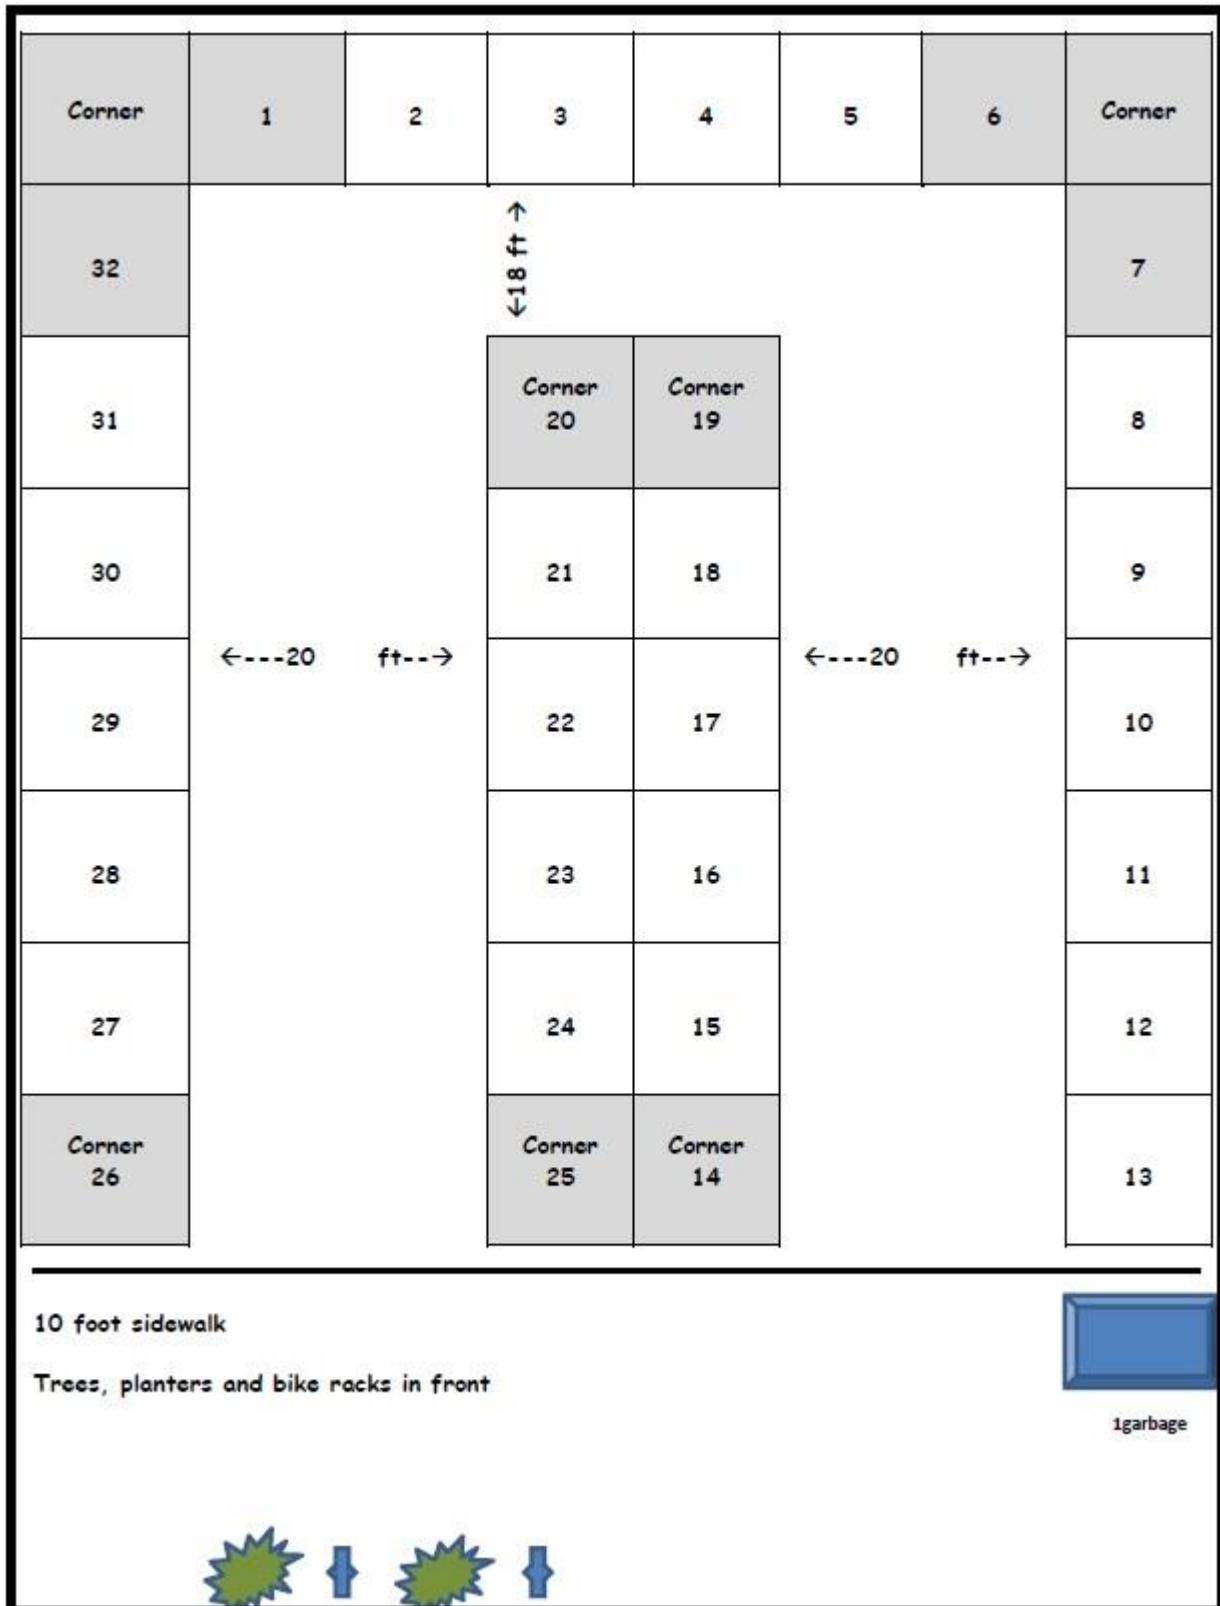 Corner 1 2 3 4 5 6 Corner
32 ←18 ft → 7
31 Corner 20 Corner 19 8
30 21 18 9
←---20 ft--→ ←---20 ft--→
29 22 17 10
28 23 16 11
27 24 15 12
Corner 26 Corner 25 Corner 14 13
10 foot sidewalk
Trees, planters and bike racks in front
1garbage